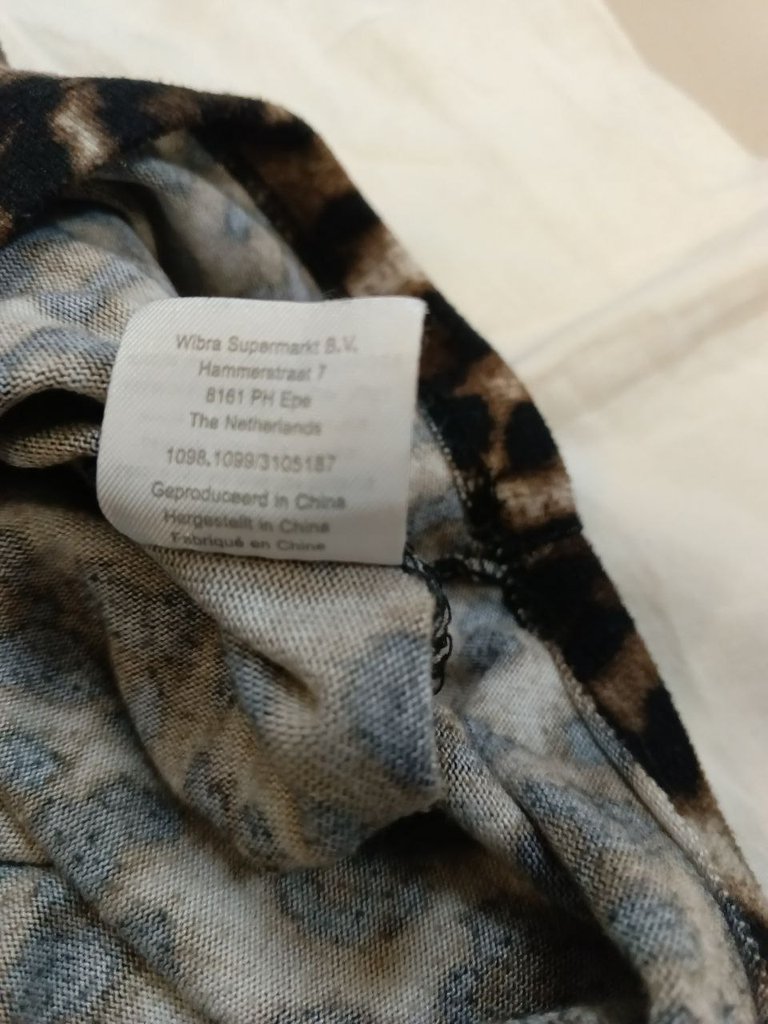 Wibra Supermarkt B.V.
Hammerstraat 7
8161 PH Epe
The Netherlands
1098.1099/3105187
Geproduceerd in China
Hergestellt in China
Fabriqué en Chine